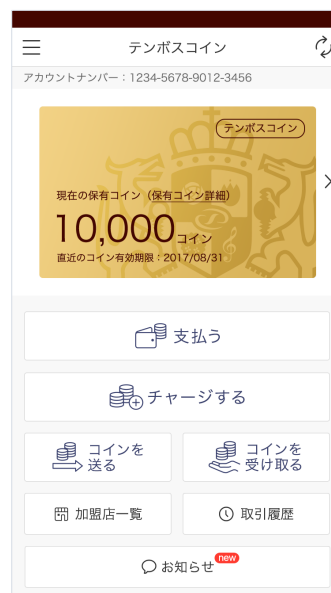 テンボスコイン
アカウントナンバー：1234-5678-9012-3456
テンボスコイン
現在の保有コイン（保有コイン詳細）
10,000コイン
直近のコイン有効期限：2017/08/31
支払う
チャージする
コインを
送る
コインを
受け取る
加盟店一覧
取引履歴
お知らせ new